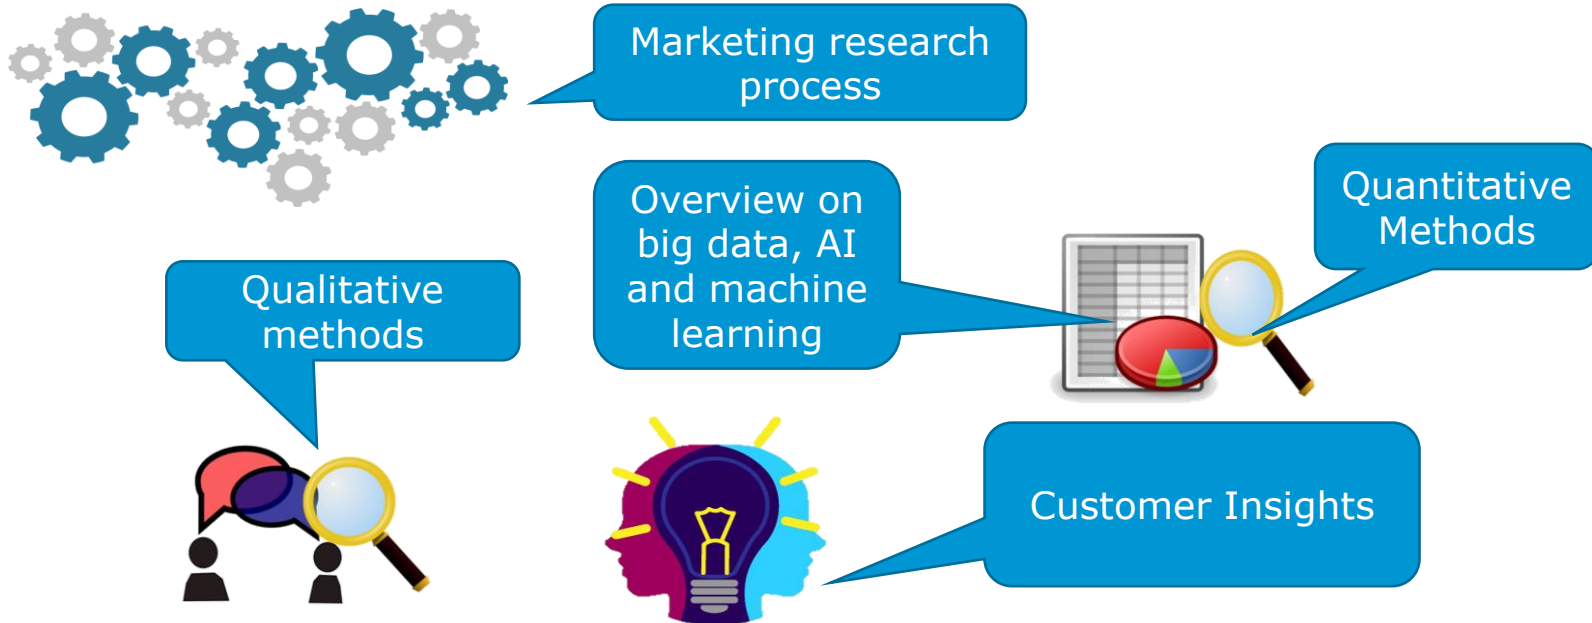 Marketing research
process
Overview on
big data, AI
and machine
learning
Quantitative
Methods
Qualitative
methods
Customer Insights